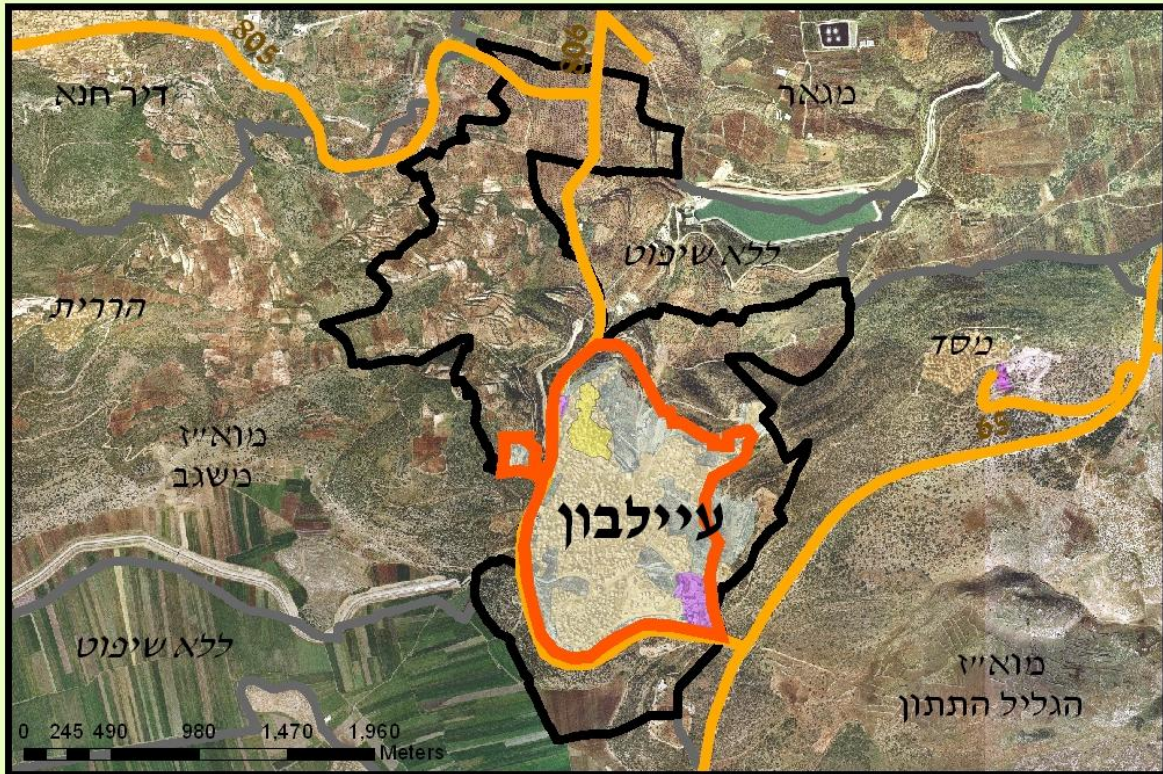 805
806
דיר חנא
מגאר
ללא שיפוט
הררית
מסד
65
מוא״ז
משגב
עיילבון
ללא שיפוט
מוא״ז
הגליל התחתון
0 245 490 980 1,470 1,960
Meters